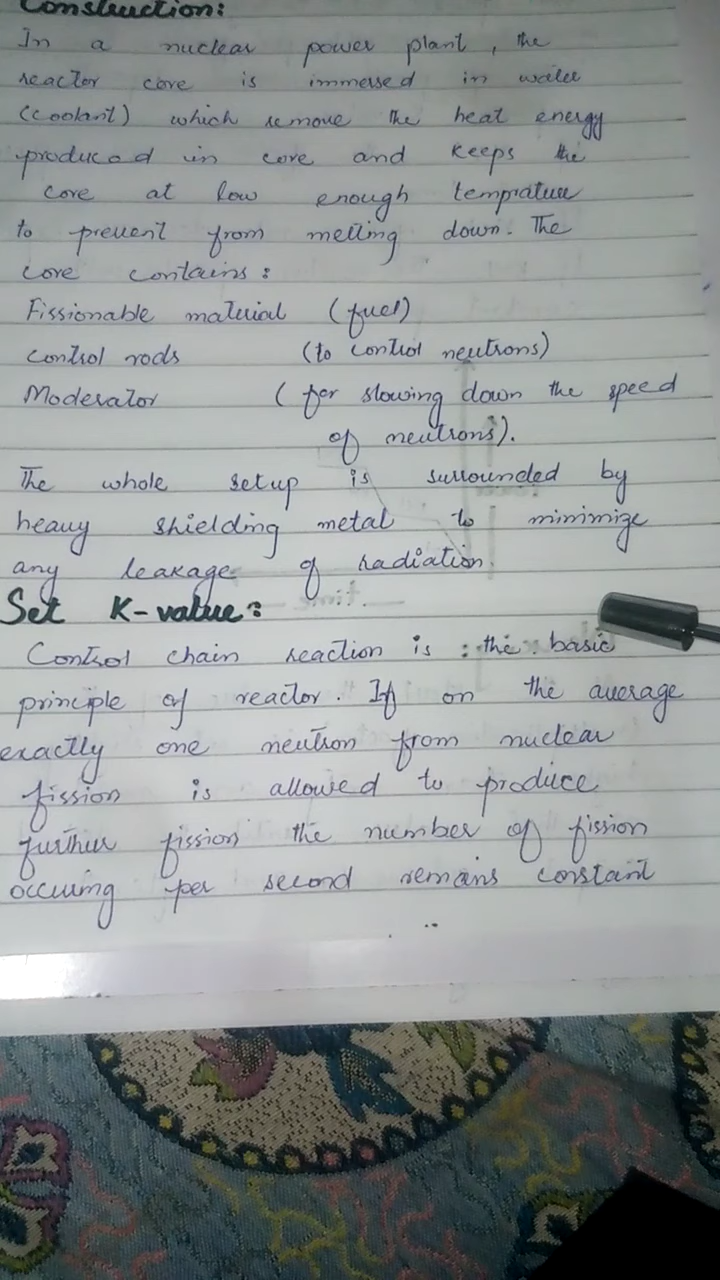 Construction:
In a nuclear power plant, the
reactor core is immersed in water
(coolant) which remove the heat energy
produced in core and keeps the
core at low enough temprature
to prevent from melting down. The
core contains:
Fissionable material (fuel)
control rods (to control neutrons)
Moderator ( for slowing down the speed
of neutrons).
The whole setup is surrounded by
heavy shielding metal to minimize
any leakage of radiation.
Set K-value:
Control chain reaction is : the basic
principle of reactor. If on the average
exactly one neutron from nuclear
fission is allowed to produce
further fission the number of fission
occuring per second remains constant